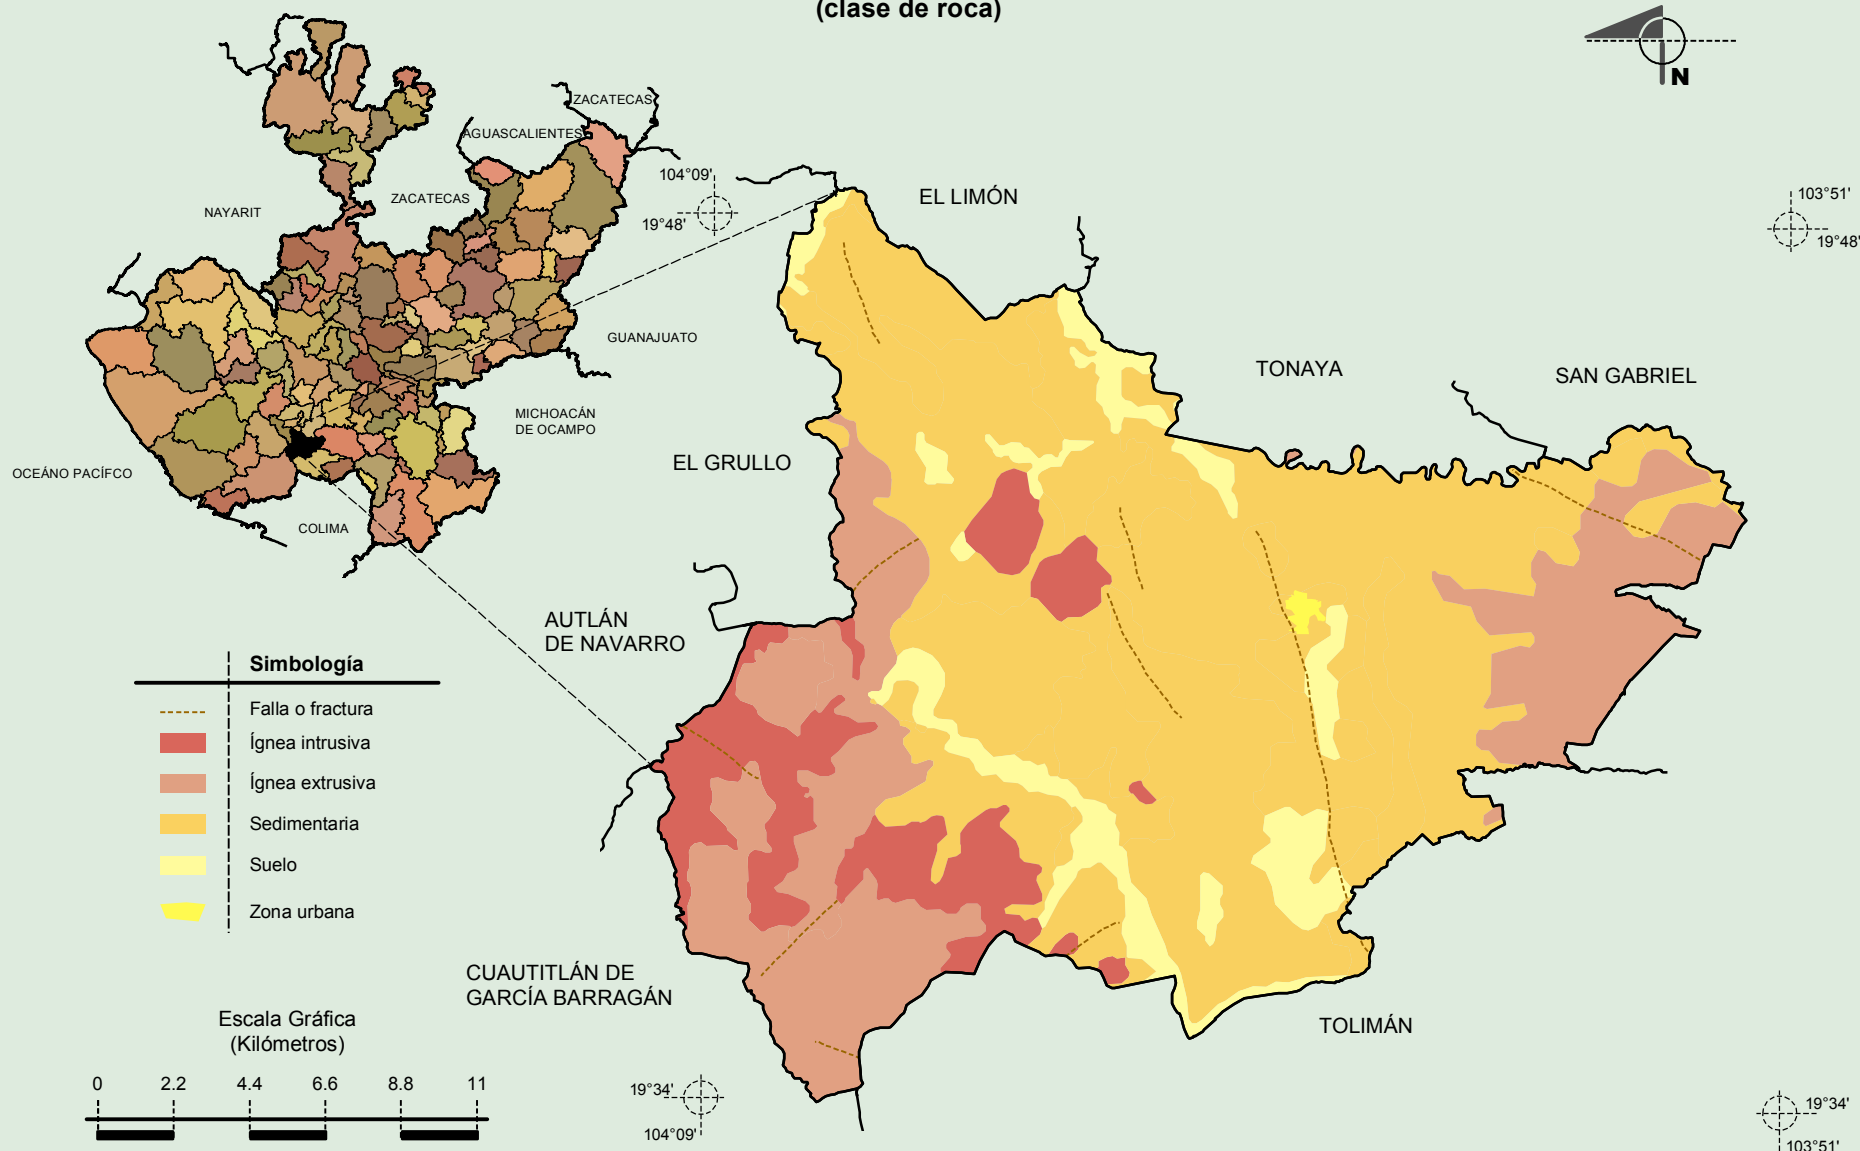 (clase de roca)
N
ZACATECAS
AGUASCALIENTES
ZACATECAS
NAYARIT
GUANAJUATO
MICHOACÁN
DE OCAMPO
OCEÁNO PACÍFCO
COLIMA
104°09'
19°48'
103°51'
19°48'
EL LIMÓN
TONAYA
SAN GABRIEL
EL GRULLO
AUTLÁN
DE NAVARRO
CUAUTITLÁN DE
GARCÍA BARRAGÁN
TOLIMÁN
Simbología
Falla o fractura
Ígnea intrusiva
Ígnea extrusiva
Sedimentaria
Suelo
Zona urbana
Escala Gráfica
(Kilómetros)
0 2.2 4.4 6.6 8.8 11
19°34'
104°09'
19°34'
103°51'